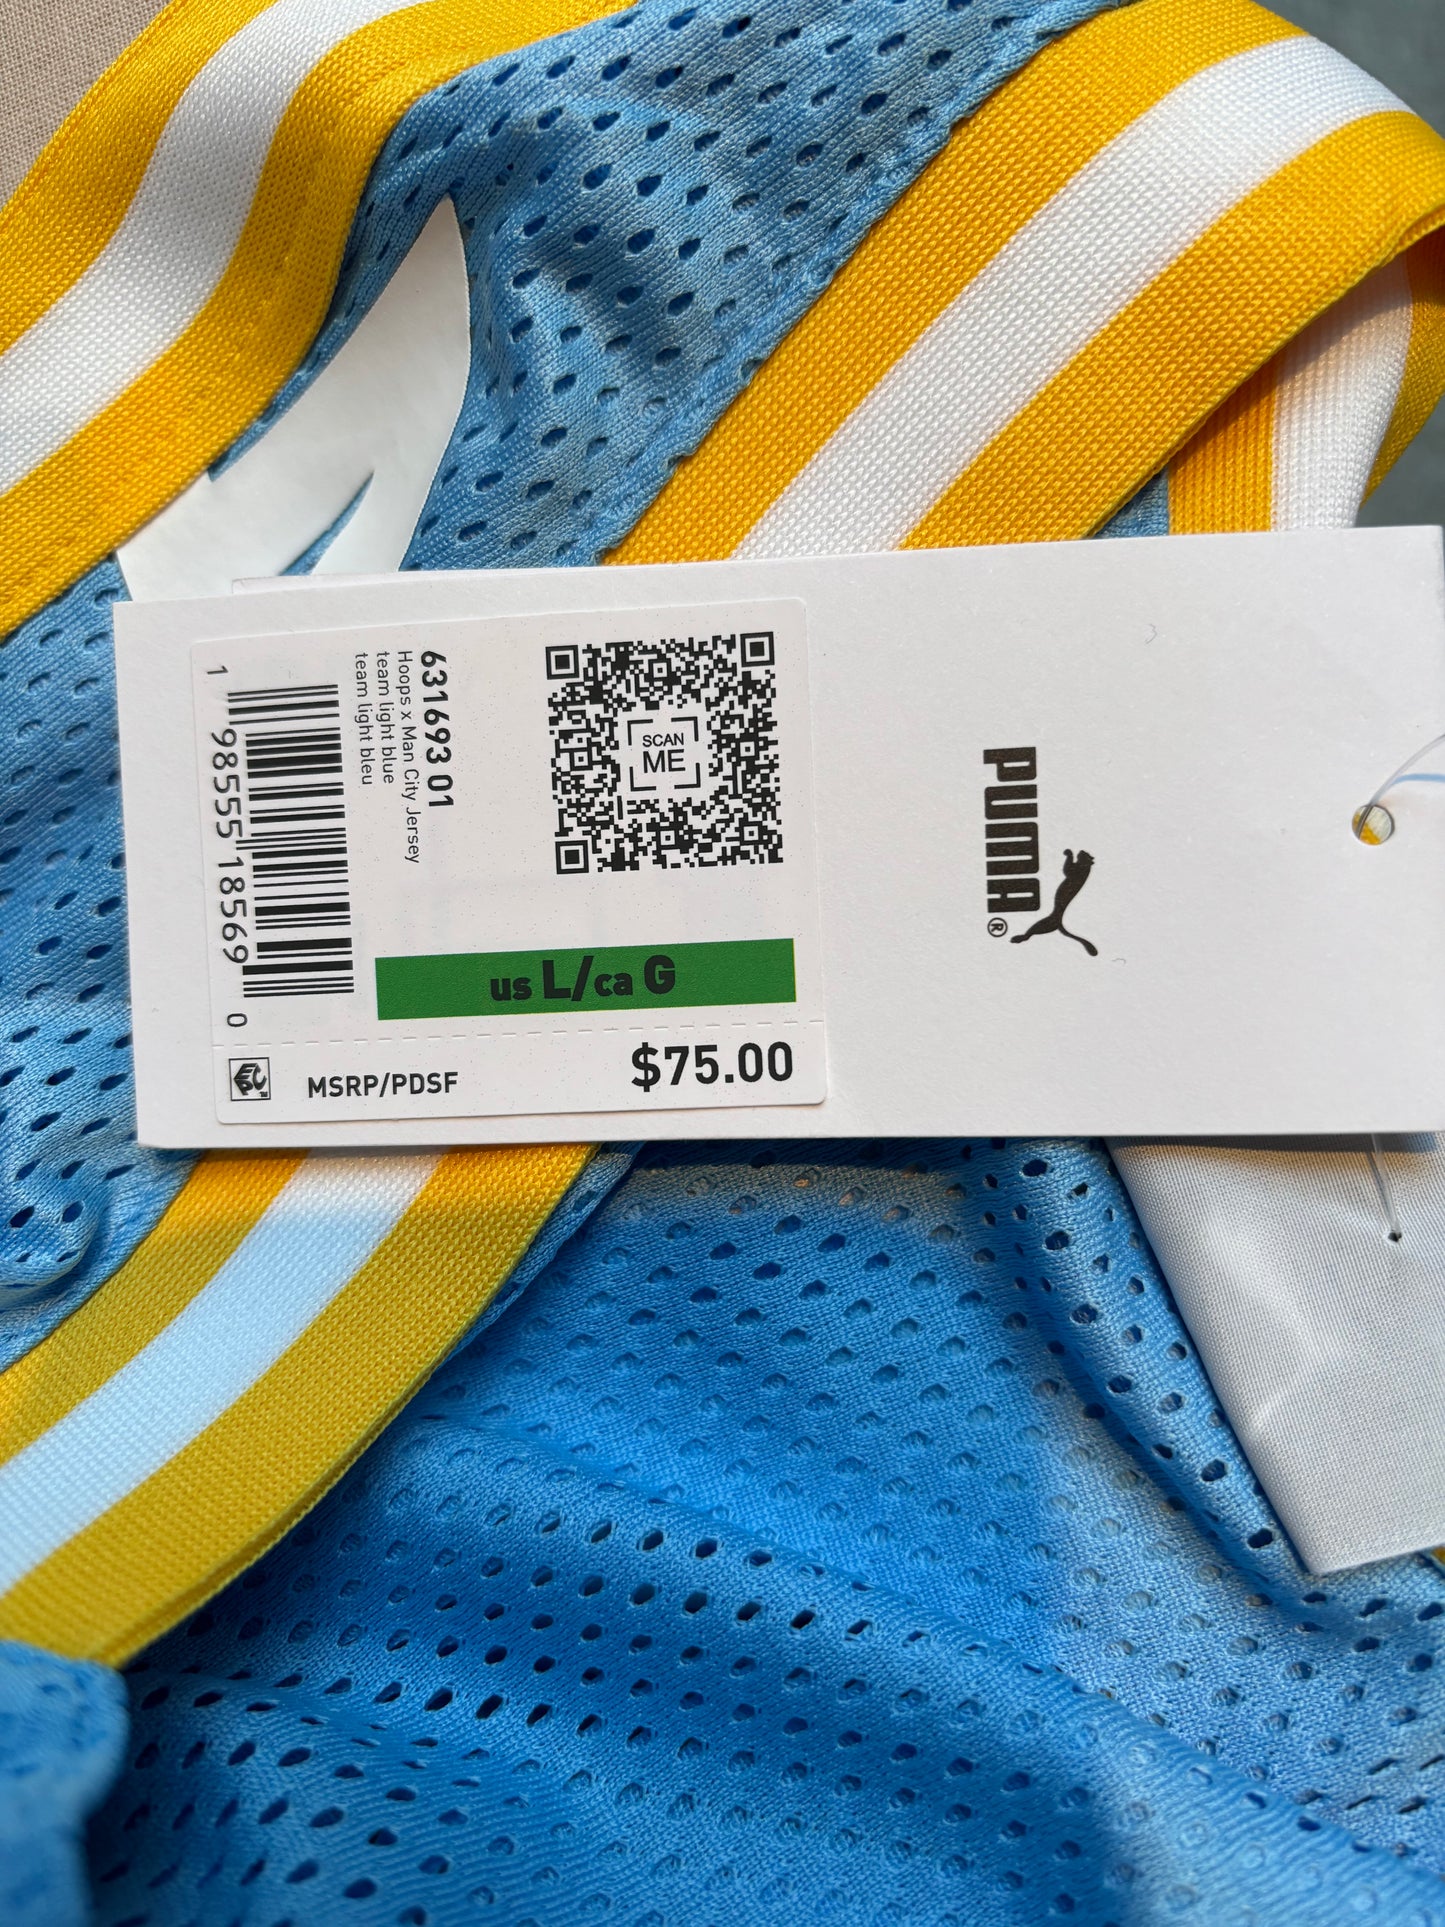 631693 01
Hoops x Man City Jersey
team light blue
team light bleu
1 98555 18569 0
SCAN
ME
us L/ca G
MSRP/PDSF
$75.00
PUMA®